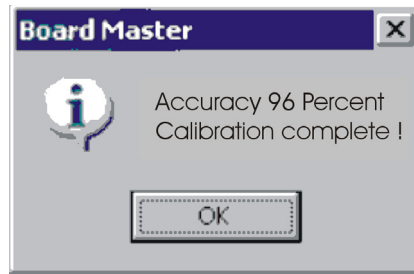 Board Master
Accuracy 96 Percent
Calibration complete !
OK